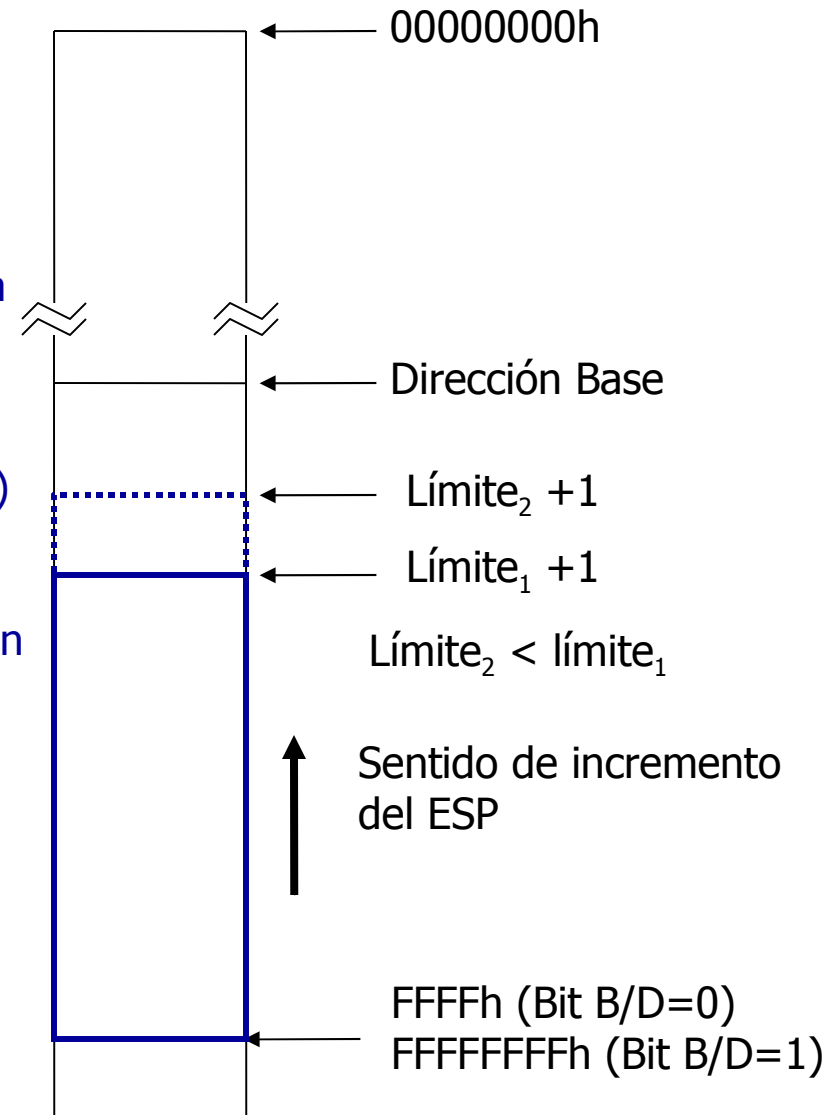 00000000h
Dirección Base
)
Límite₂ +1
Límite₁ +1
n
Límite₂ < límite₁
Sentido de incremento
del ESP
FFFFh (Bit B/D=0)
FFFFFFFFh (Bit B/D=1)